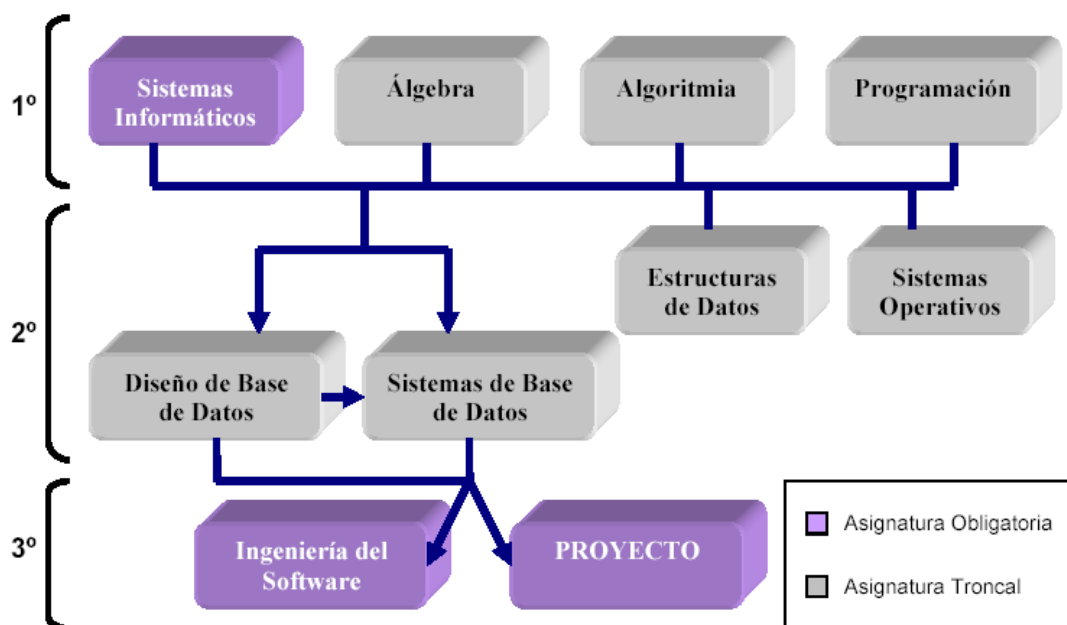 1º
Sistemas
Informáticos
Álgebra
Algoritmia
Programación
2º
Estructuras
de Datos
Sistemas
Operativos
Diseño de Base
de Datos
Sistemas de Base
de Datos
3º
Ingeniería del
Software
PROYECTO
Asignatura Obligatoria
Asignatura Troncal